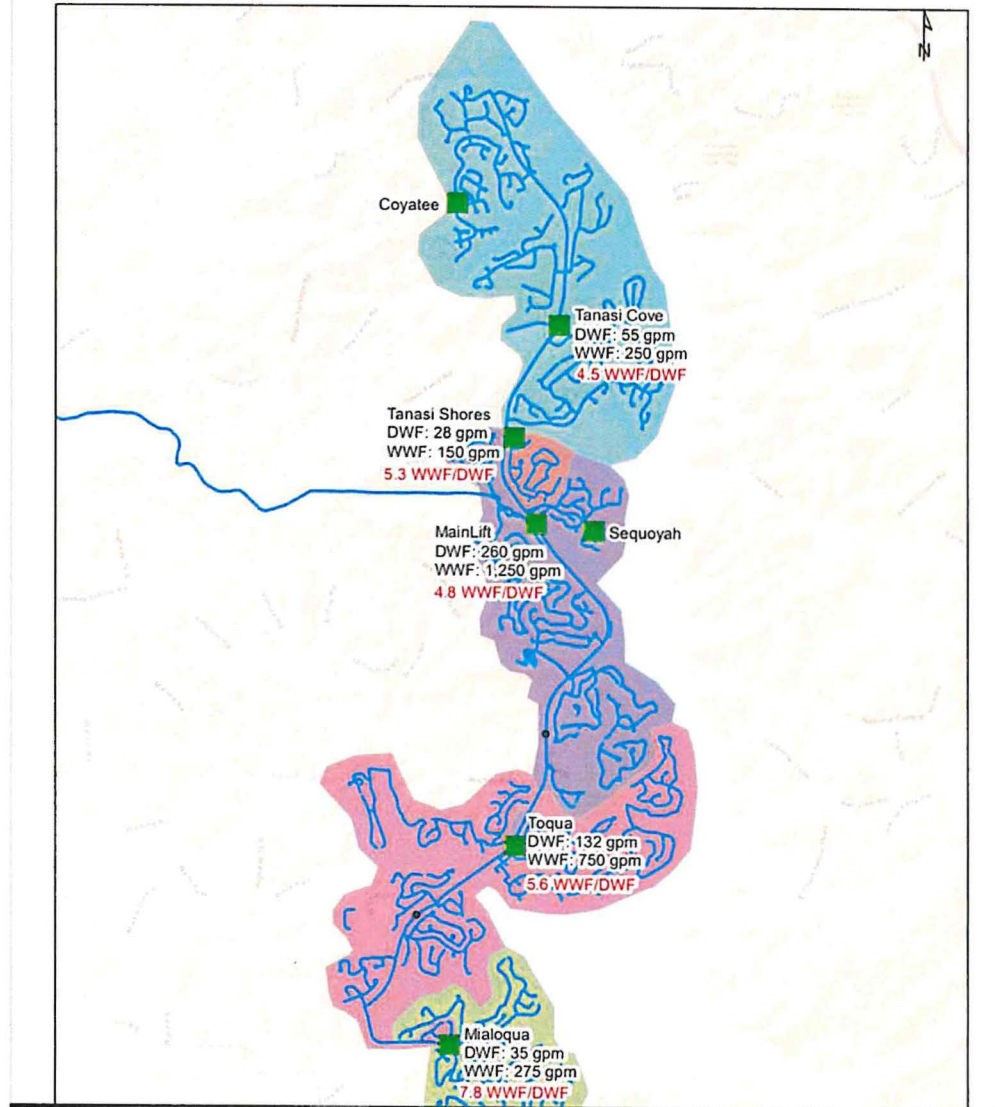 N
Coyatee
Tanasi Cove
DWF: 55 gpm
WWF: 250 gpm
4.5 WWF/DWF
Tanasi Shores
DWF: 28 gpm
WWF: 150 gpm
5.3 WWF/DWF
MainLift
DWF: 260 gpm
WWF: 1,250 gpm
4.8 WWF/DWF
Sequoyah
Toqua
DWF: 132 gpm
WWF: 750 gpm
5.6 WWF/DWF
Mialoqua
DWF: 35 gpm
WWF: 275 gpm
7.8 WWF/DWF